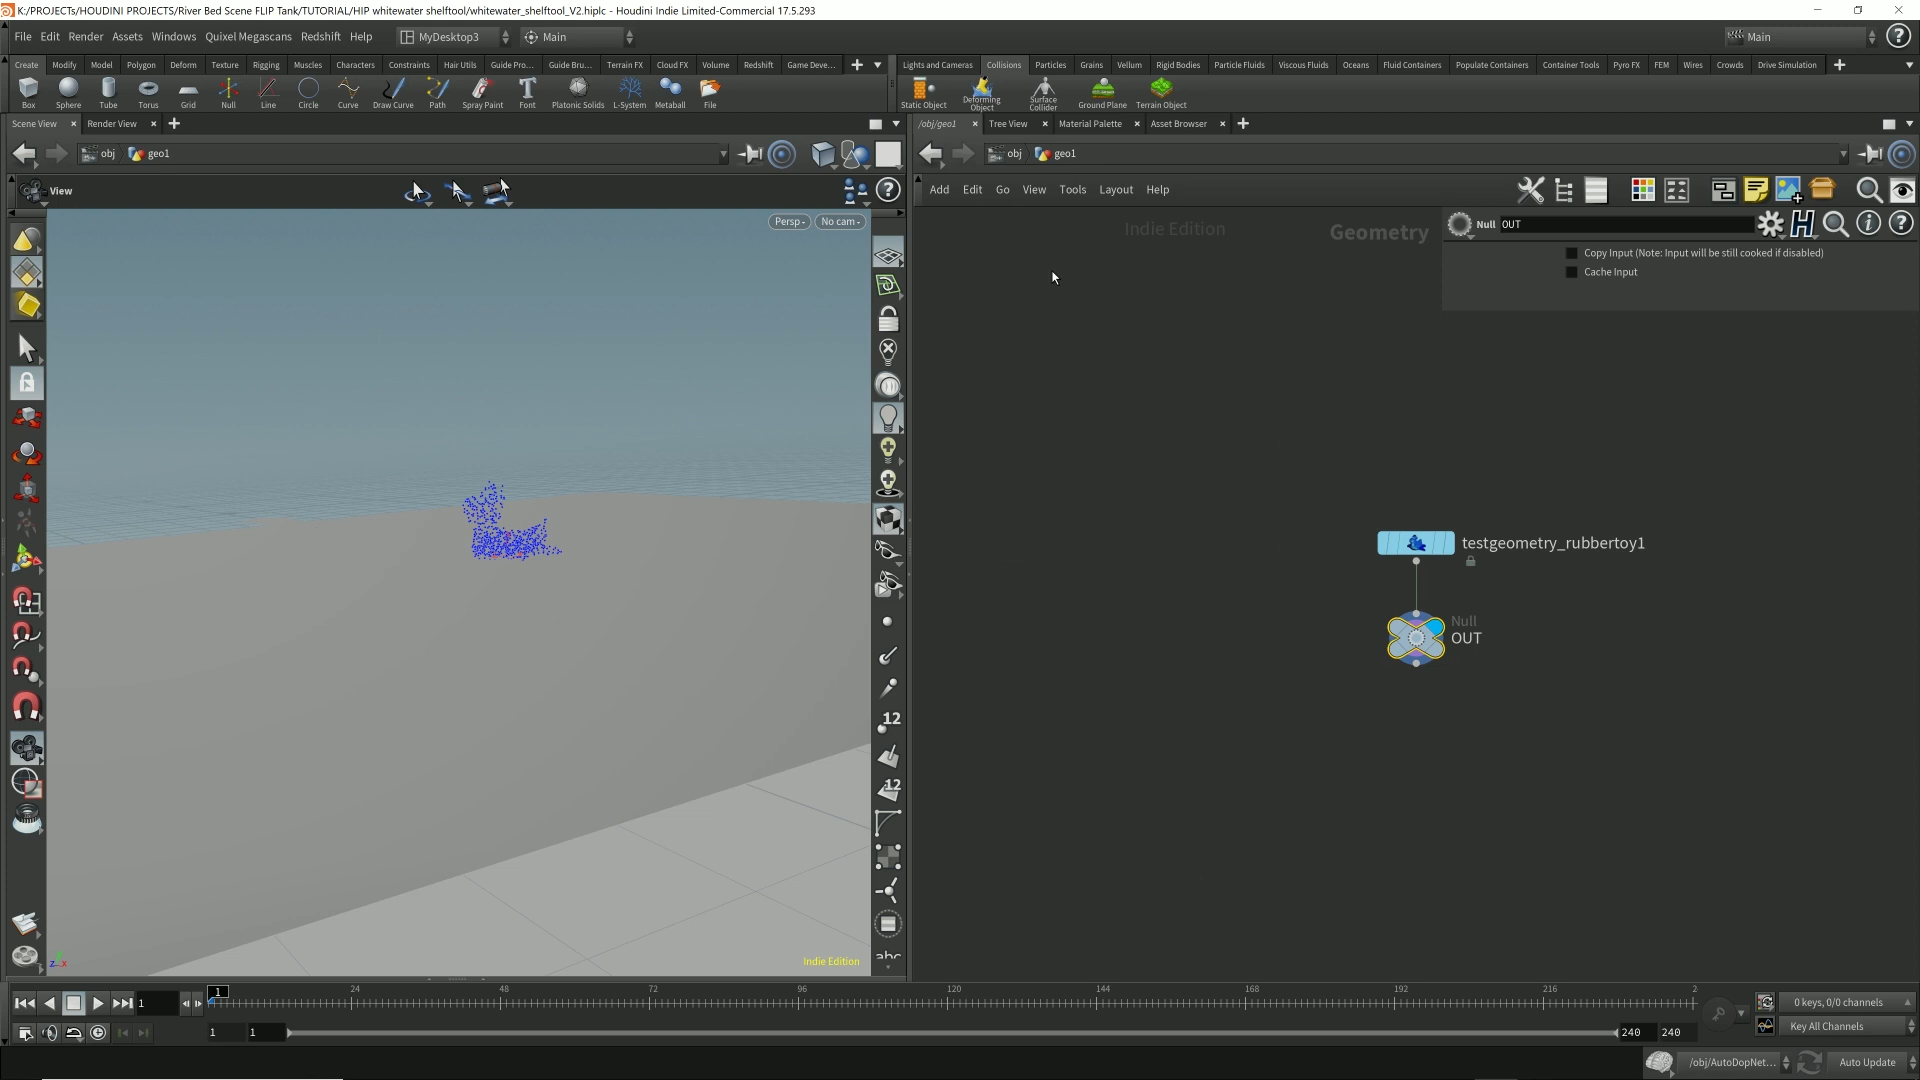 K:/PROJECTs/HOUDINI PROJECTS/River Bed Scene FLIP Tank/TUTORIAL/HIP whitewater shelftool/whitewater_shelftool_V2.hiplc - Houdini Indie Limited-Commercial 17.5.293
File Edit Render Assets Windows Quixel Megascans Redshift Help MyDesktop3 Main Main
Create Modify Model Polygon Deform Texture Rigging Muscles Characters Constraints Hair Utils Guide Pro... Guide Bru... Terrain FX Cloud FX Volume Redshift Game Deve...
Lights and Cameras Collisions Particles Grains Vellum Rigid Bodies Particle Fluids Viscous Fluids Oceans Fluid Containers Populate Containers Container Tools Pyro FX FEM Wires Crowds Drive Simulation
Box Sphere Tube Torus Grid Null Line Circle Curve Draw Curve Path Spray Paint Font Platonic Solids L-System Metaball File
Static Object Deforming Object Surface Collider Ground Plane Terrain Object
Scene View Render View
/obj/geo1 Tree View Material Palette Asset Browser
obj geo1
obj geo1
View
Add Edit Go View Tools Layout Help
Persp No cam
Indie Edition
Geometry
Null OUT
Copy Input (Note: Input will be still cooked if disabled)
Cache Input
testgeometry_rubbertoy1
Null
OUT
12
12
abc
z x
Indie Edition
1 1 24 48 72 96 120 144 168 192 216 2
0 keys, 0/0 channels
1 1 240 240
Key All Channels
/obj/AutoDopNet... Auto Update